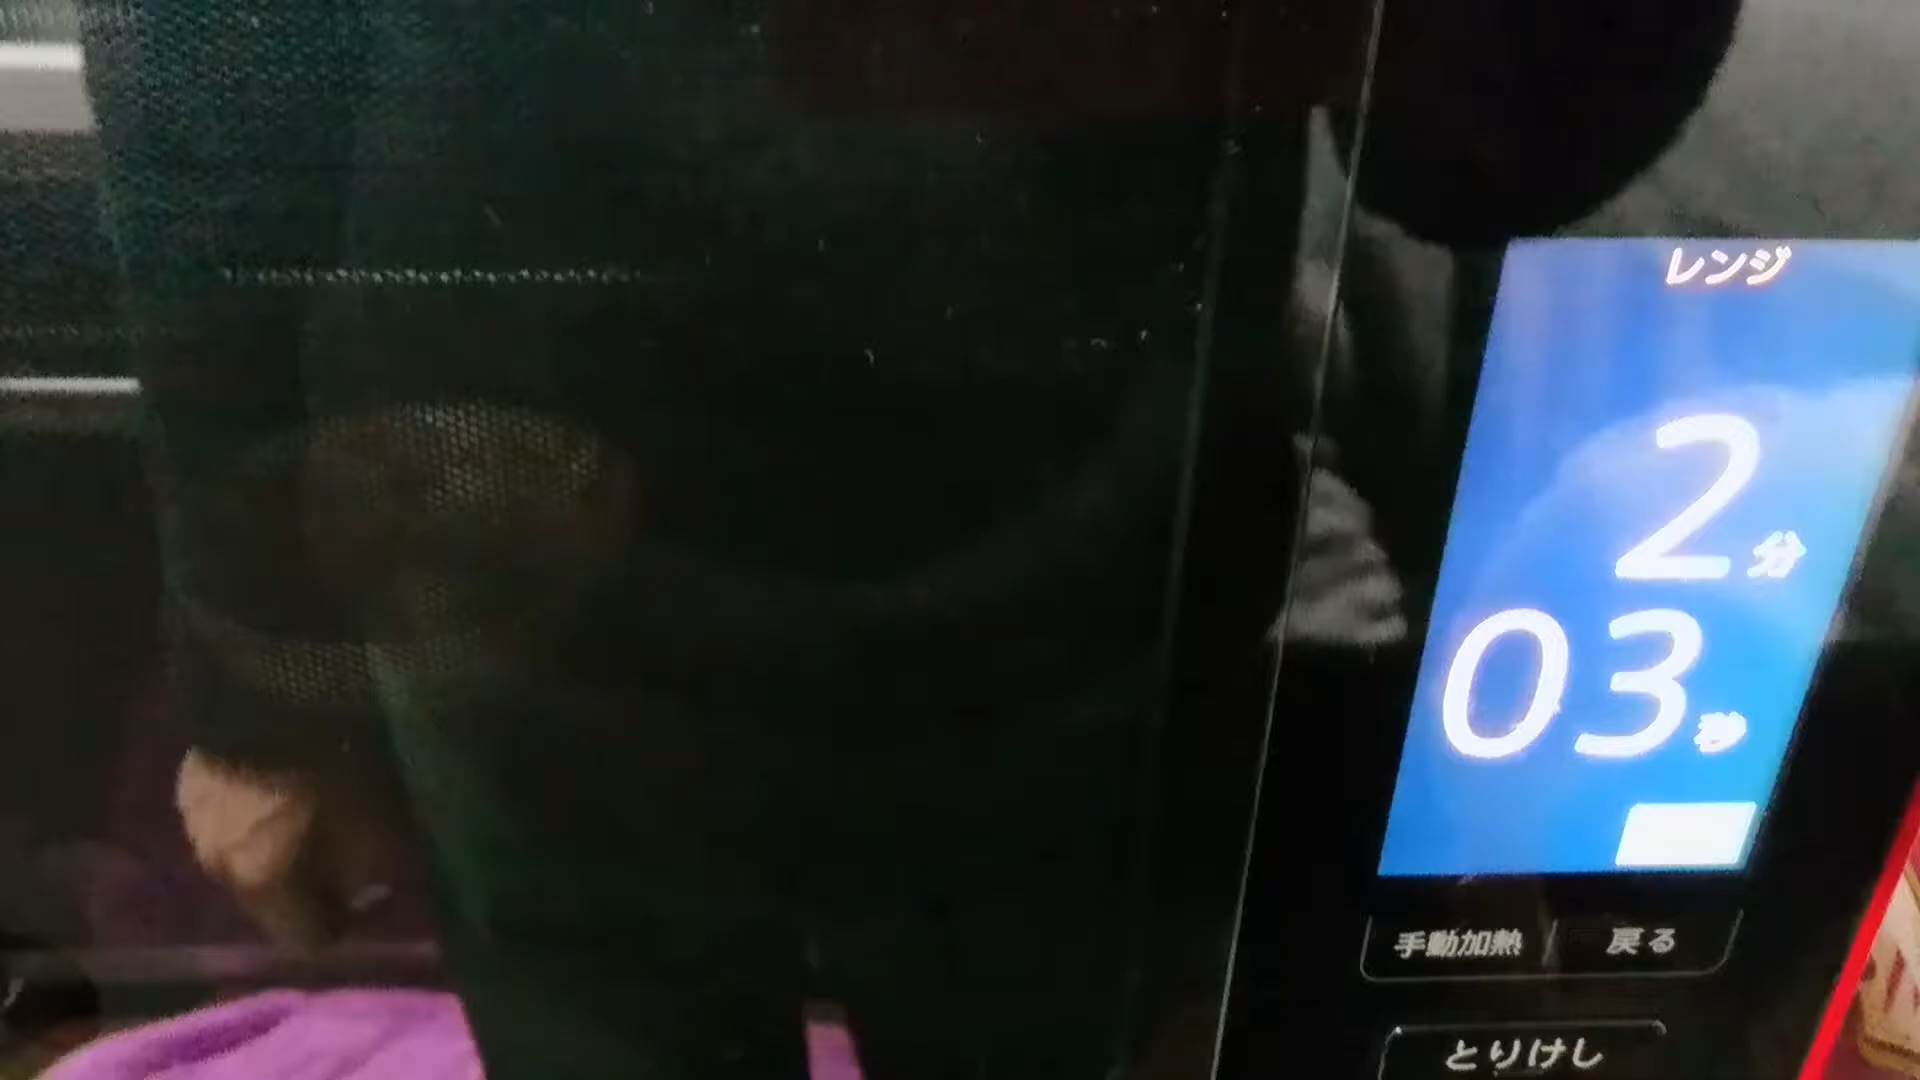 レンジ
2分
03秒
手動加熱 戻る
とりけし